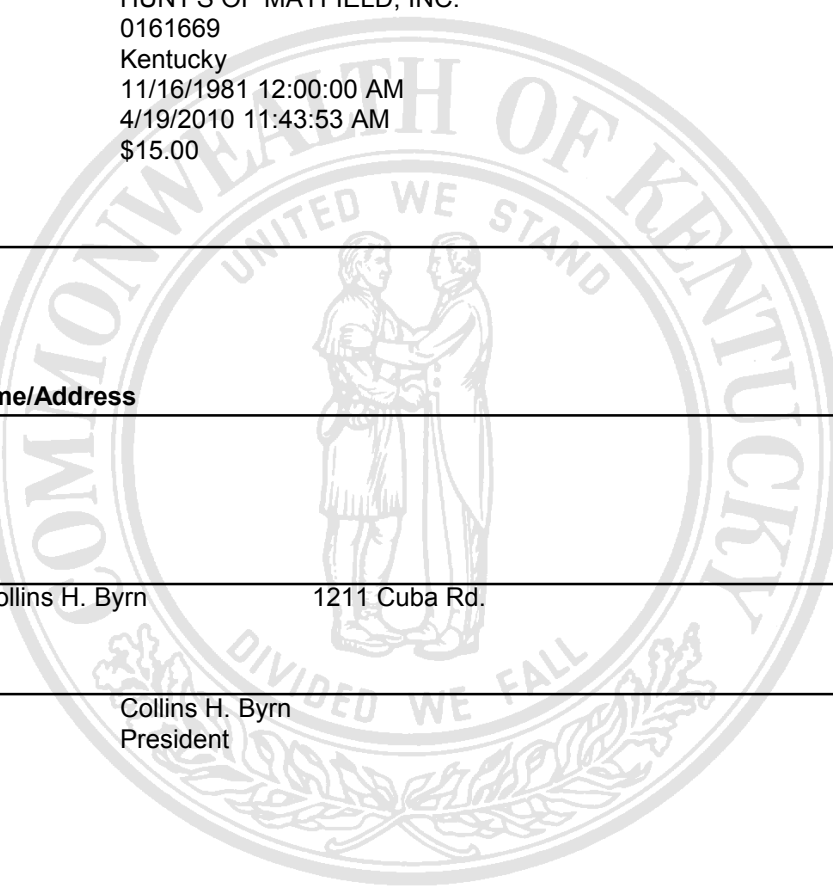 HUNT'S OF MAYFIELD, INC.
0161669
Kentucky
11/16/1981 12:00:00 AM
4/19/2010 11:43:53 AM
$15.00
COMMONWEALTH OF KENTUCKY
UNITED WE STAND
me/Address
ollins H. Byrn 1211 Cuba Rd.
DIVIDED WE FALL
Collins H. Byrn
President